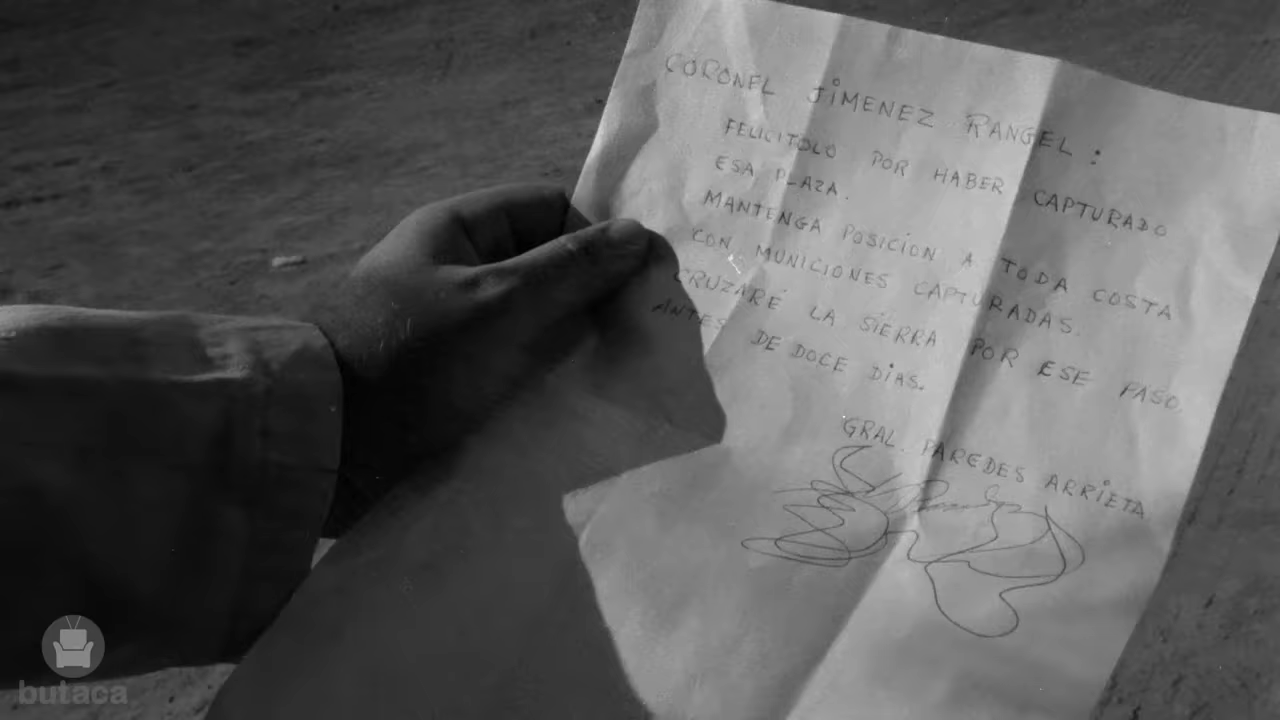 CORONEL JIMENEZ RANGEL:
FELICITOLO POR HABER CAPTURADO
ESA PLAZA.
MANTENGA POSICION A TODA COSTA
CON MUNICIONES CAPTURADAS.
CRUZARÉ LA SIERRA POR ESE PASO
ANTES DE DOCE DIAS.
GRAL. PAREDES ARRIETA
butaca